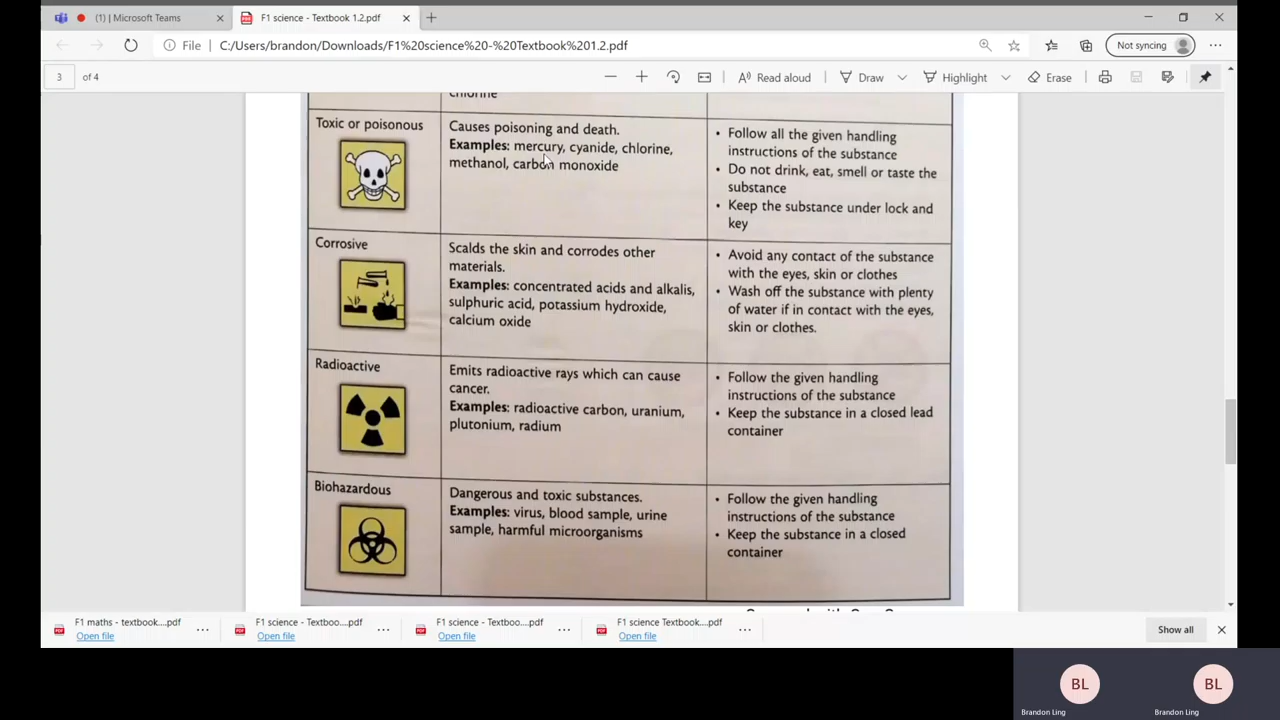 (1) | Microsoft Teams
F1 science - Textbook 1.2.pdf
File
C:/Users/brandon/Downloads/F1%20science%20-%20Textbook%201.2.pdf
Not syncing
3
of 4
Read aloud
Draw
Highlight
Erase
chlorine
Toxic or poisonous
Causes poisoning and death.
Examples: mercury, cyanide, chlorine,
methanol, carbon monoxide
• Follow all the given handling
instructions of the substance
• Do not drink, eat, smell or taste the
substance
• Keep the substance under lock and
key
Corrosive
Scalds the skin and corrodes other
materials.
Examples: concentrated acids and alkalis,
sulphuric acid, potassium hydroxide,
calcium oxide
• Avoid any contact of the substance
with the eyes, skin or clothes
• Wash off the substance with plenty
of water if in contact with the eyes,
skin or clothes.
Radioactive
Emits radioactive rays which can cause
cancer.
Examples: radioactive carbon, uranium,
plutonium, radium
• Follow the given handling
instructions of the substance
• Keep the substance in a closed lead
container
Biohazardous
Dangerous and toxic substances.
Examples: virus, blood sample, urine
sample, harmful microorganisms
• Follow the given handling
instructions of the substance
• Keep the substance in a closed
container
F1 maths - textbook....pdf
Open file
F1 science - Textboo....pdf
Open file
F1 science - Textboo....pdf
Open file
F1 science Textbook....pdf
Open file
Show all
BL
BL
Brandon Ling
Brandon Ling